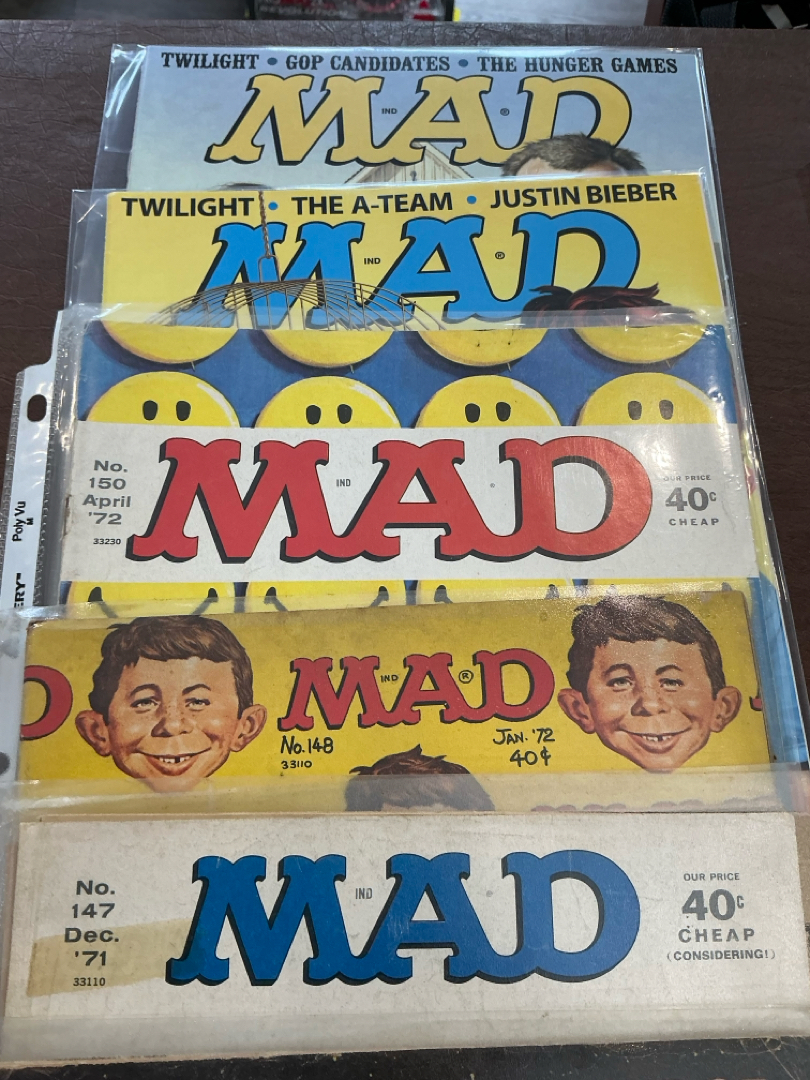 TWILIGHT • GOP CANDIDATES • THE HUNGER GAMES
MAD
IND
®
TWILIGHT • THE A-TEAM • JUSTIN BIEBER
MAD
IND
®
Poly Vu
M
ERY™
No.
150
April
'72
33230
MAD
IND
OUR PRICE
40¢
CHEAP
D
MAD
IND
®
No. 148
33110
JAN. '72
40¢
No.
147
Dec.
'71
33110
MAD
IND
OUR PRICE
40¢
CHEAP
(CONSIDERING!)